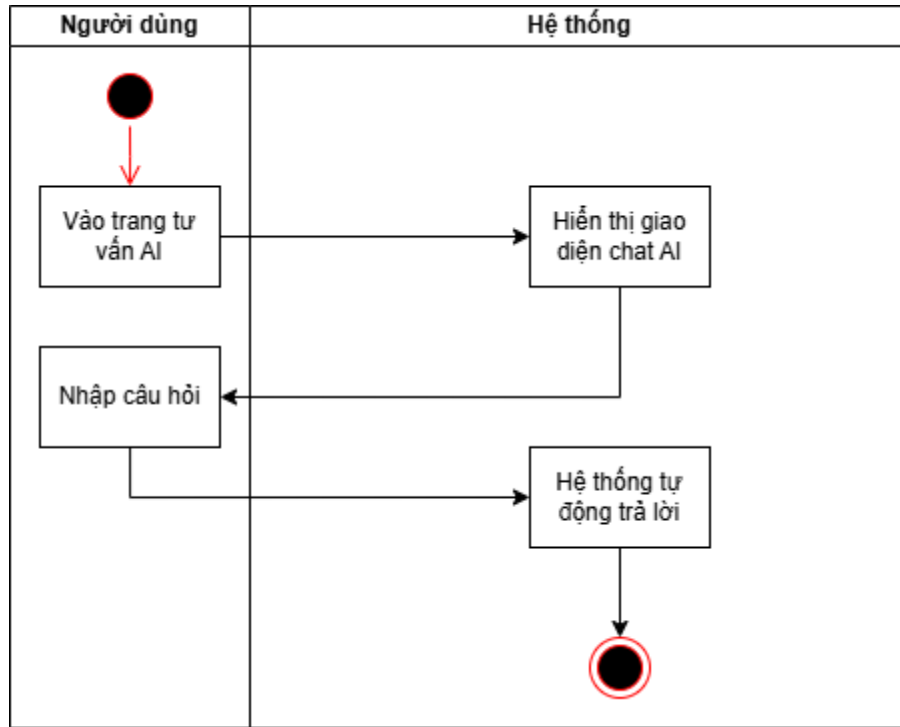 Người dùng
Hệ thống
Vào trang tư
vấn AI
Hiển thị giao
diện chat AI
Nhập câu hỏi
Hệ thống tự
động trả lời